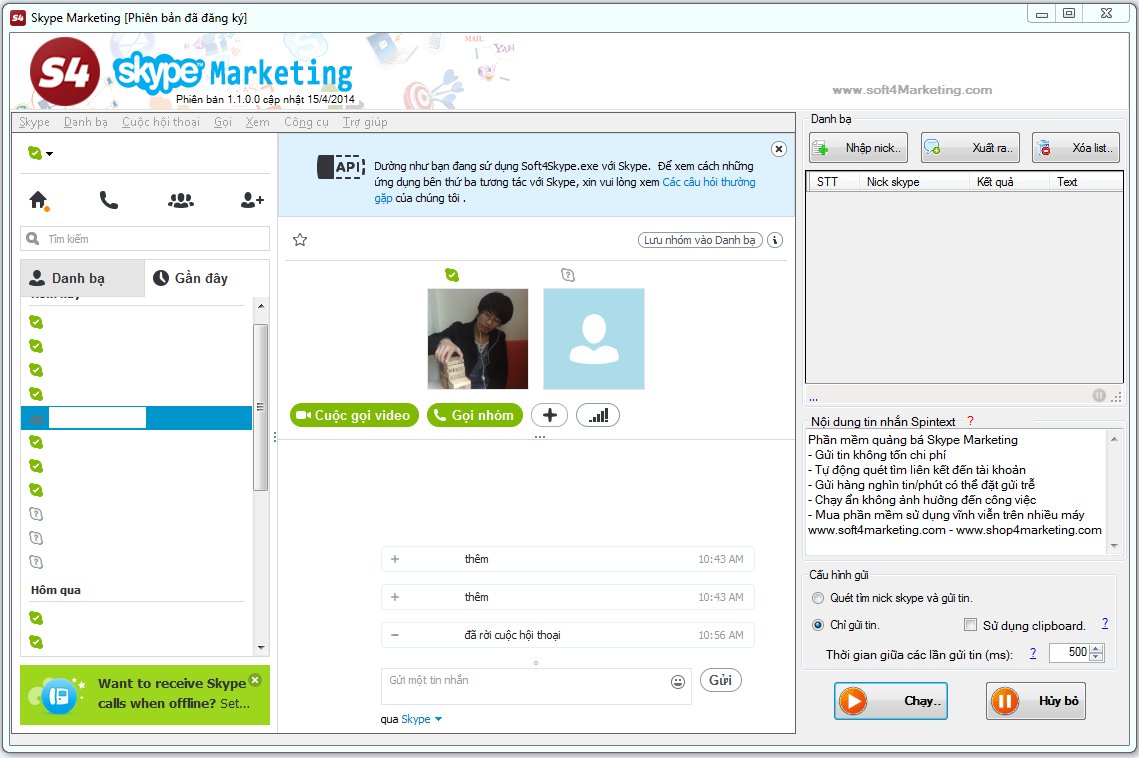 S4 Skype Marketing [Phiên bản đã đăng ký]
S4 skype™ Marketing
MAIL
YAH
Phiên bản 1.1.0.0 cập nhật 15/4/2014
www.soft4Marketing.com
Skype Danh bạ Cuộc hội thoại Gọi Xem Công cụ Trợ giúp
Tìm kiếm
Danh bạ Gần đây
Hôm nay
Hôm qua
Want to receive Skype
calls when offline? Set...
API
Dường như bạn đang sử dụng Soft4Skype.exe với Skype. Để xem cách những
ứng dụng bên thứ ba tương tác với Skype, xin vui lòng xem Các câu hỏi thường
gặp của chúng tôi .
Lưu nhóm vào Danh bạ
Cuộc gọi video Gọi nhóm
+ thêm 10:43 AM
+ thêm 10:43 AM
− đã rời cuộc hội thoại 10:56 AM
Gửi một tin nhắn
Gửi
qua Skype
Danh bạ
Nhập nick.. Xuất ra.. Xóa list..
STT Nick skype Kết quả Text
...
Nội dung tin nhắn Spintext ?
Phần mềm quảng bá Skype Marketing
- Gửi tin không tốn chi phí
- Tự động quét tìm liên kết đến tài khoản
- Gửi hàng nghìn tin/phút có thể đặt gửi trễ
- Chạy ẩn không ảnh hưởng đến công việc
- Mua phần mềm sử dụng vĩnh viễn trên nhiều máy
www.soft4marketing.com - www.shop4marketing.com
Cấu hình gửi
Quét tìm nick skype và gửi tin.
Chỉ gửi tin. Sử dụng clipboard. ?
Thời gian giữa các lần gửi tin (ms): ? 500
Chạy.. Hủy bỏ